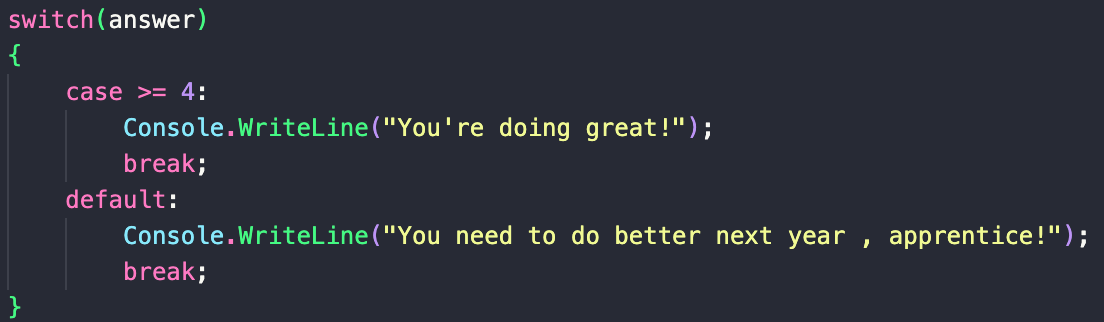 switch(answer)
{
    case >= 4:
        Console.WriteLine("You're doing great!");
        break;
    default:
        Console.WriteLine("You need to do better next year , apprentice!");
        break;
}